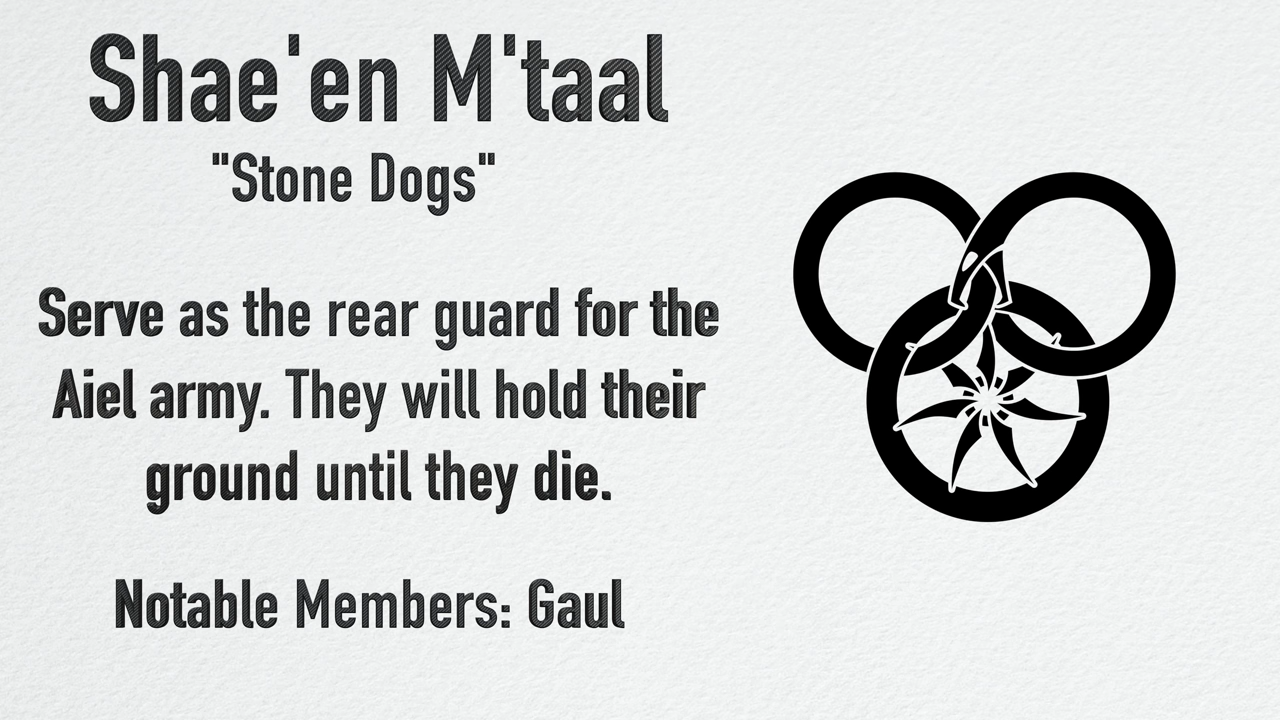 Shae'en M'taal
"Stone Dogs"
Serve as the rear guard for the
Aiel army. They will hold their
ground until they die.
Notable Members: Gaul